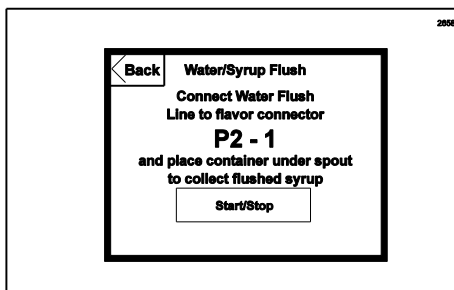 Back
Water/Syrup Flush
Connect Water Flush
Line to flavor connector
P2 - 1
and place container under spout
to collect flushed syrup
Start/Stop